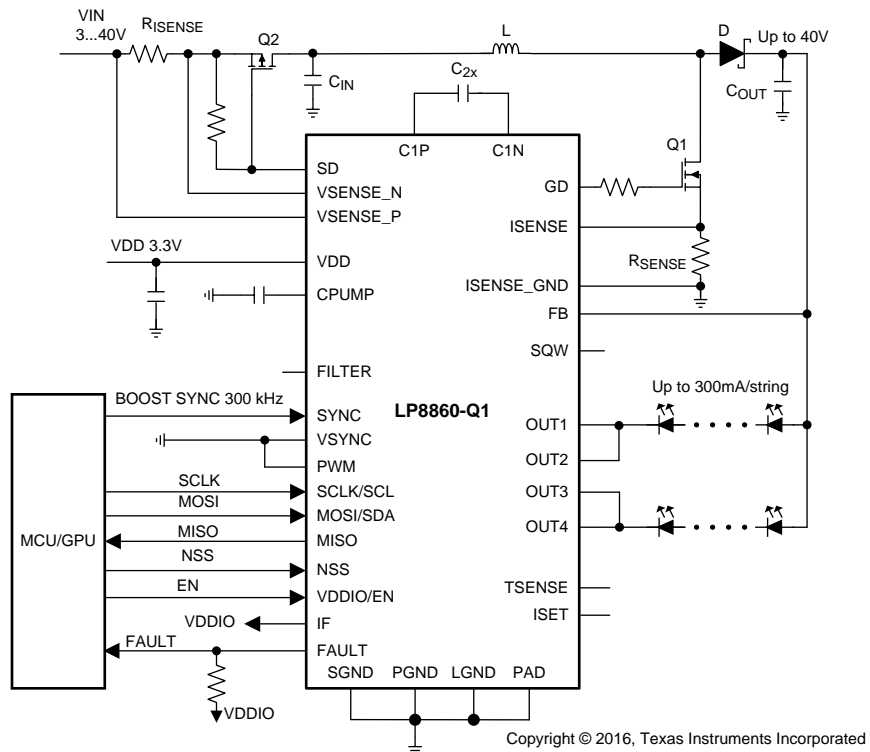 VIN
3...40V
RISENSE
Q2
L
D
Up to 40V
CIN
C2x
COUT
C1P
C1N
Q1
SD
VSENSE_N
VSENSE_P
GD
ISENSE
RSENSE
VDD 3.3V
VDD
ISENSE_GND
CPUMP
FB
SQW
FILTER
LP8860-Q1
Up to 300mA/string
BOOST SYNC 300 kHz
SYNC
OUT1
VSYNC
OUT2
PWM
SCLK
SCLK/SCL
OUT3
MOSI
MOSI/SDA
OUT4
MCU/GPU
MISO
MISO
NSS
NSS
EN
VDDIO/EN
TSENSE
VDDIO
IF
ISET
FAULT
FAULT
SGND
PGND
LGND
PAD
VDDIO
Copyright © 2016, Texas Instruments Incorporated